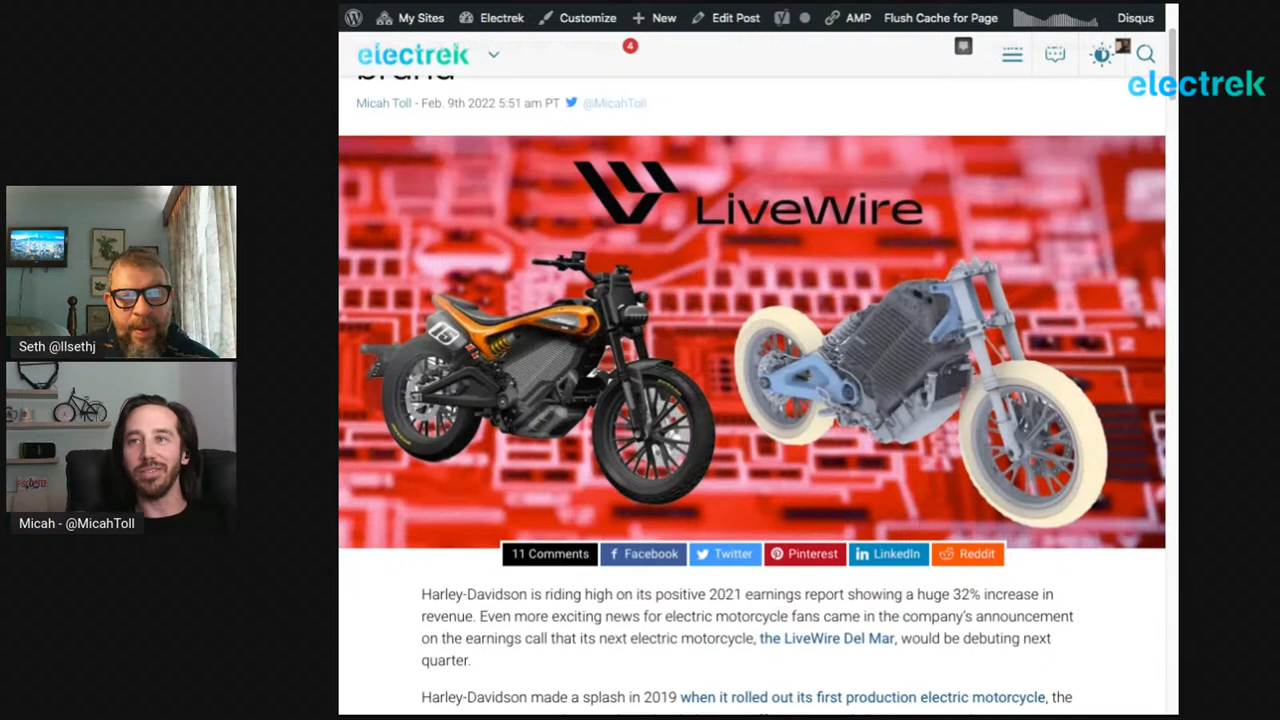 My Sites
Electrek
Customize
New
Edit Post
AMP
Flush Cache for Page
Disqus
electrek
4
electrek
Micah Toll - Feb. 9th 2022 5:51 am PT @MicahToll
LiveWire
Seth @llsethj
Micah - @MicahToll
11 Comments
Facebook
Twitter
Pinterest
LinkedIn
Reddit
Harley-Davidson is riding high on its positive 2021 earnings report showing a huge 32% increase in
revenue. Even more exciting news for electric motorcycle fans came in the company's announcement
on the earnings call that its next electric motorcycle, the LiveWire Del Mar, would be debuting next
quarter.
Harley-Davidson made a splash in 2019 when it rolled out its first production electric motorcycle, the